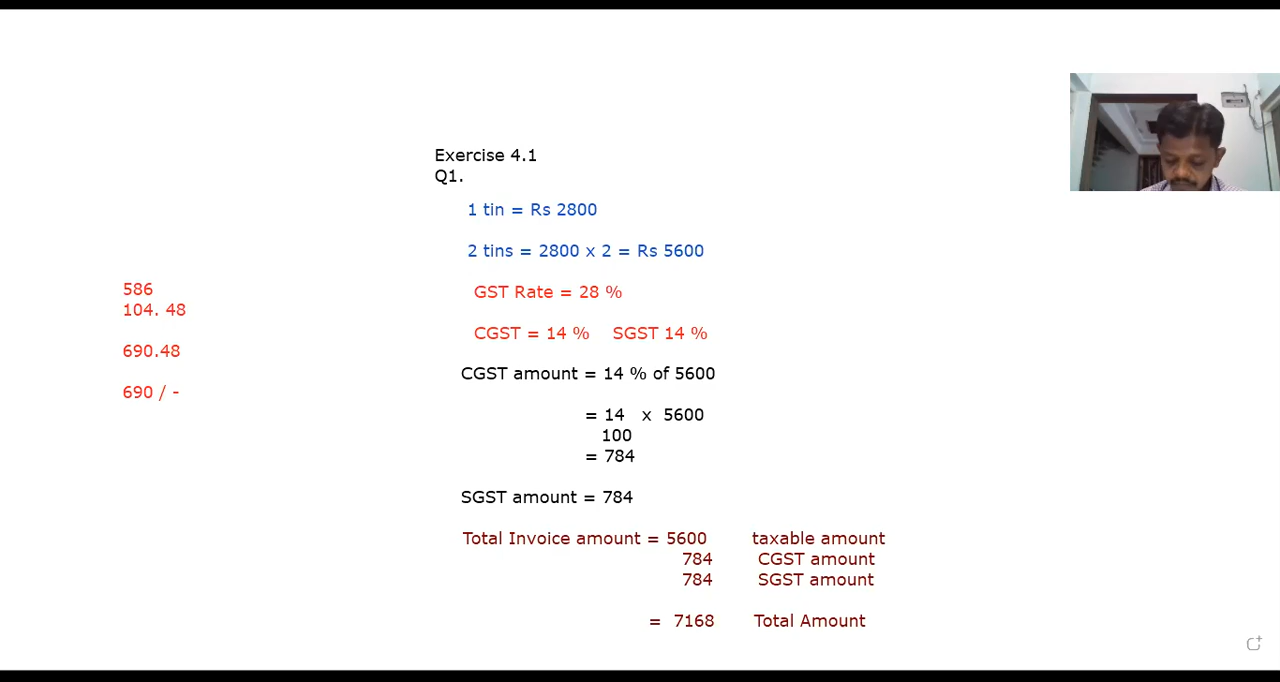 Exercise 4.1
Q1.
1 tin = Rs 2800
2 tins = 2800 x 2 = Rs 5600
GST Rate = 28 %
CGST = 14 % SGST 14 %
CGST amount = 14 % of 5600
= 14 x 5600
100
= 784
SGST amount = 784
Total Invoice amount = 5600 taxable amount
784 CGST amount
784 SGST amount
= 7168 Total Amount
586
104. 48
690.48
690 / -